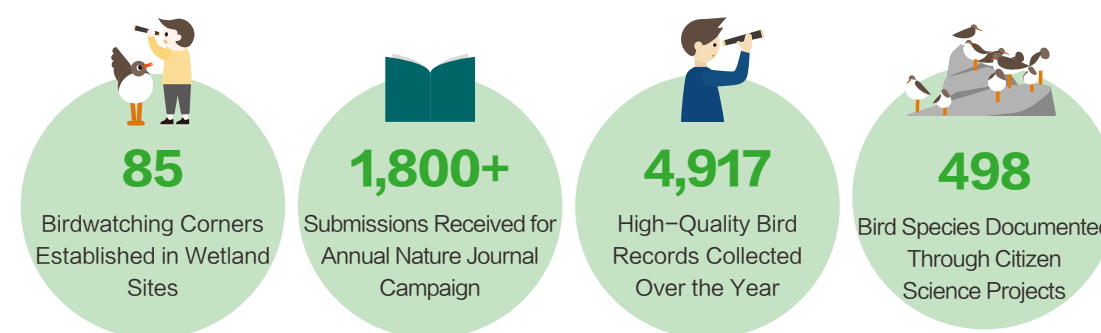 85
Birdwatching Corners
Established in Wetland
Sites
1,800+
Submissions Received for
Annual Nature Journal
Campaign
4,917
High-Quality Bird
Records Collected
Over the Year
498
Bird Species Documented
Through Citizen
Science Projects